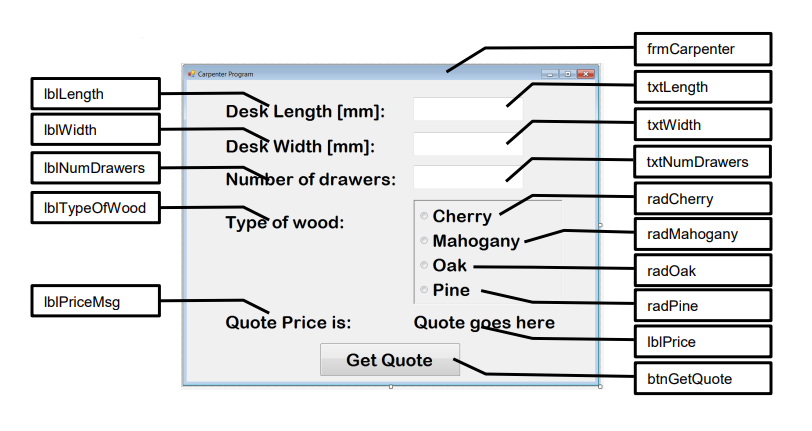 frmCarpenter
Carpenter Program
lblLength
Desk Length [mm]:
txtLength
lblWidth
Desk Width [mm]:
txtWidth
lblNumDrawers
Number of drawers:
txtNumDrawers
lblTypeOfWood
Type of wood:
Cherry
radCherry
Mahogany
radMahogany
Oak
radOak
Pine
radPine
lblPriceMsg
Quote Price is:
Quote goes here
lblPrice
Get Quote
btnGetQuote